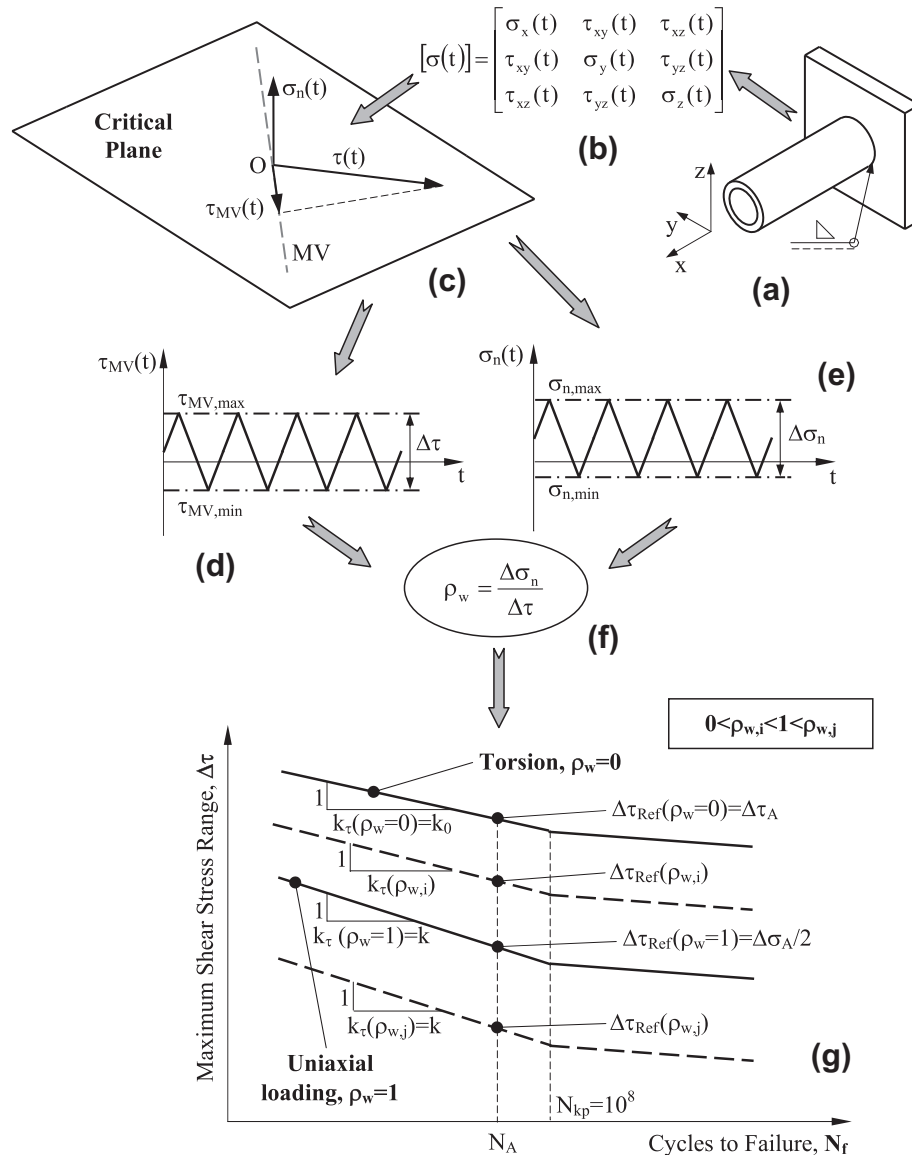 [σ(t)] =
σx(t) τxy(t) τxz(t)
τxy(t) σy(t) τyz(t)
τxz(t) τyz(t) σz(t)
(b)
σn(t)
Critical
Plane
O
τ(t)
τMV(t)
MV
(c)
z
y
x
(a)
τMV(t)
τMV,max
Δτ
t
τMV,min
(d)
σn(t)
(e)
σn,max
Δσn
t
σn,min
ρw = Δσn / Δτ
(f)
0<ρw,i<1<ρw,j
Maximum Shear Stress Range, Δτ
Torsion, ρw=0
1
kτ(ρw=0)=k0
ΔτRef(ρw=0)=ΔτA
1
kτ(ρw,i)
ΔτRef(ρw,i)
1
kτ (ρw=1)=k
ΔτRef(ρw=1)=ΔσA/2
1
kτ(ρw,j)=k
ΔτRef(ρw,j)
(g)
Uniaxial
loading, ρw=1
Nkp=10⁸
NA
Cycles to Failure, Nf